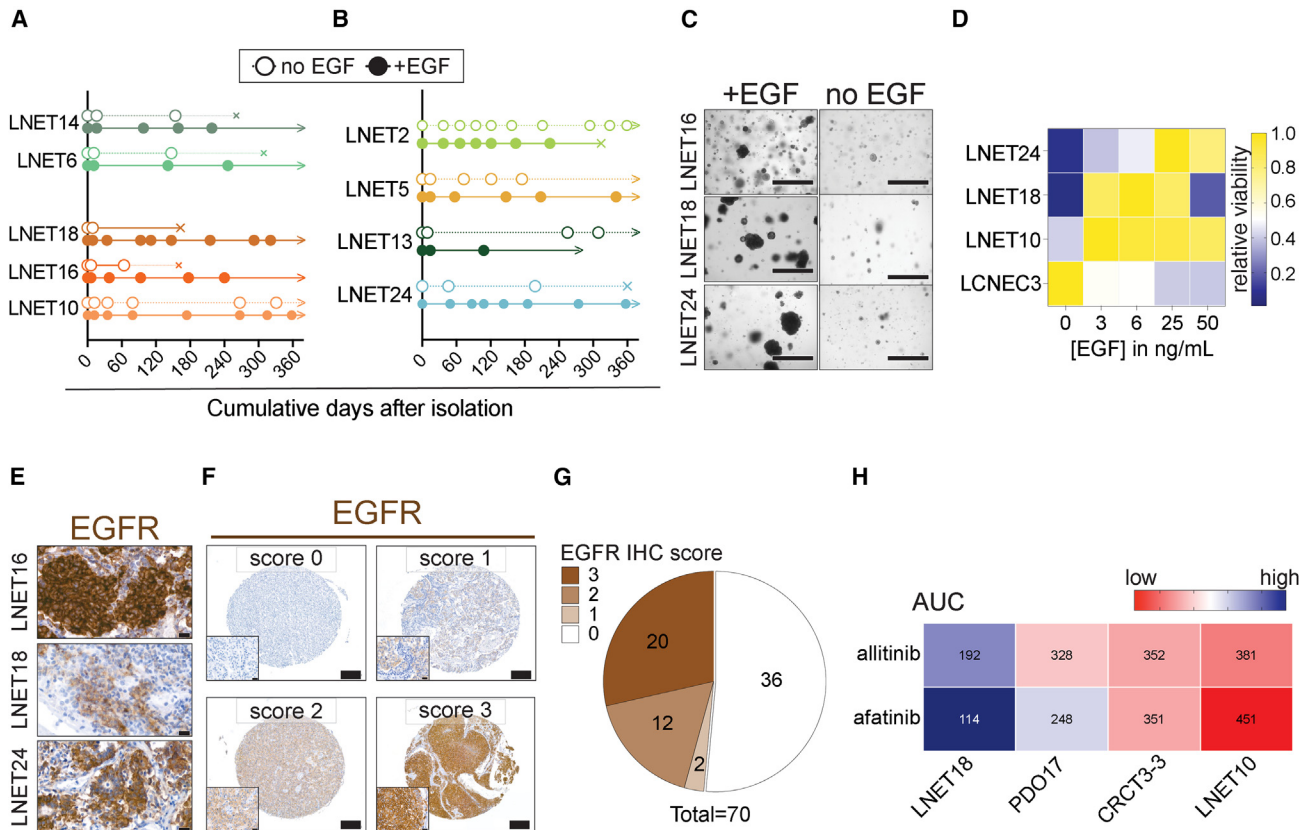 A
B
C
D
no EGF
+EGF
LNET14
LNET6
LNET18
LNET16
LNET10
0
60
120
180
240
300
360
LNET2
LNET5
LNET13
LNET24
0
60
120
180
240
300
360
Cumulative days after isolation
+EGF
no EGF
LNET16
LNET18
LNET24
LNET24
LNET18
LNET10
LCNEC3
0 3 6 25 50
[EGF] in ng/mL
1.0
0.8
0.6
0.4
0.2
relative viability
E
F
G
H
EGFR
LNET16
LNET18
LNET24
EGFR
score 0
score 1
score 2
score 3
EGFR IHC score
3
2
1
0
20
36
12
2
Total=70
low high
AUC
allitinib 192 328 352 381
afatinib 114 248 351 451
LNET18 PDO17 CRCT3-3 LNET10